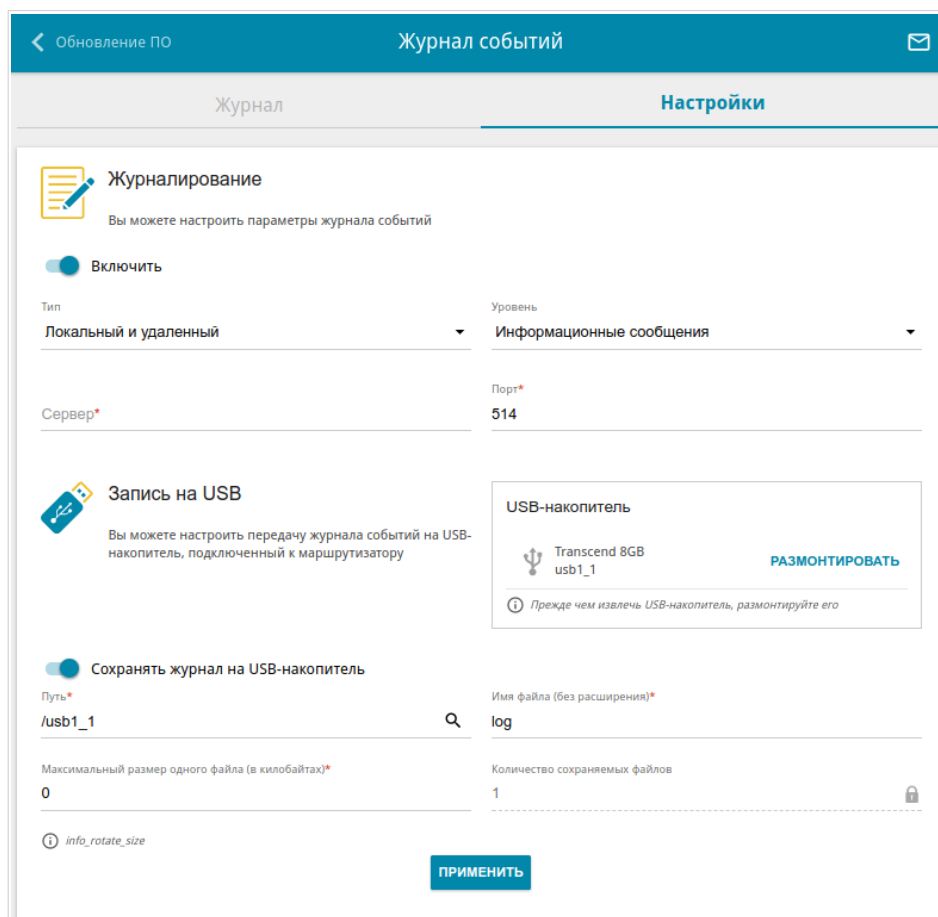 Обновление ПО
Журнал событий
Журнал
Настройки
Журналирование
Вы можете настроить параметры журнала событий
Включить
Тип
Локальный и удаленный
Уровень
Информационные сообщения
Сервер*
Порт*
514
Запись на USB
Вы можете настроить передачу журнала событий на USB-
накопитель, подключенный к маршрутизатору
USB-накопитель
Transcend 8GB
usb1_1
РАЗМОНТИРОВАТЬ
Прежде чем извлечь USB-накопитель, размонтируйте его
Сохранять журнал на USB-накопитель
Путь*
/usb1_1
Имя файла (без расширения)*
log
Максимальный размер одного файла (в килобайтах)*
0
Количество сохраняемых файлов
1
info_rotate_size
ПРИМЕНИТЬ